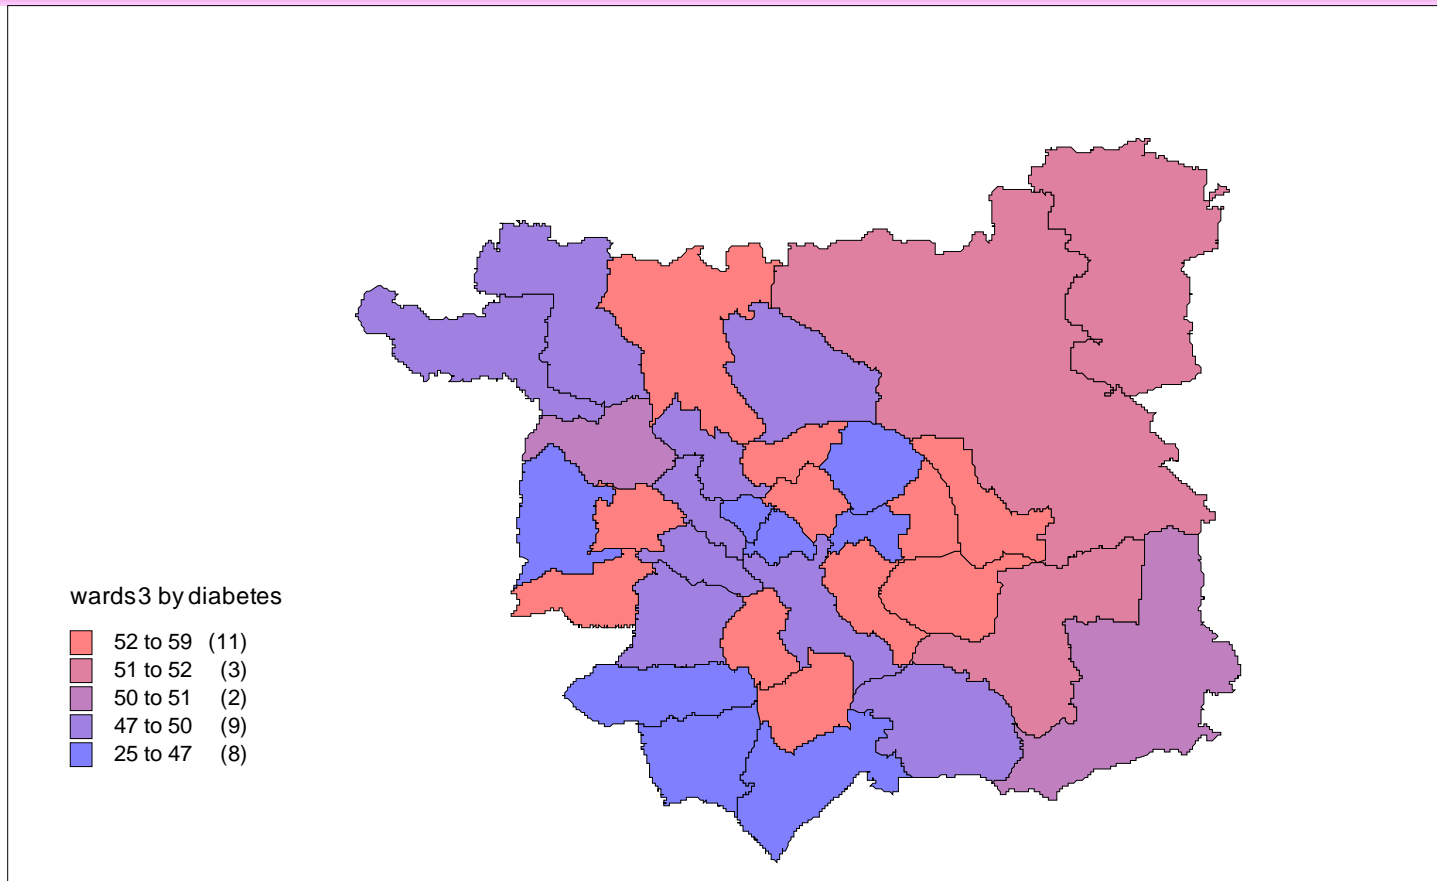 wards3 by diabetes
52 to 59 (11)
51 to 52 (3)
50 to 51 (2)
47 to 50 (9)
25 to 47 (8)